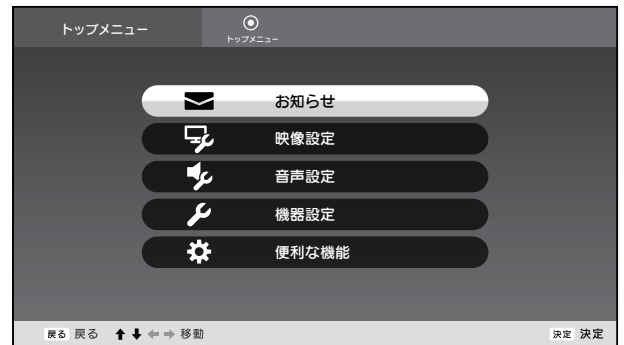 トップメニュー
トップメニュー
お知らせ
映像設定
音声設定
機器設定
便利な機能
戻る 戻る ↑↓←→ 移動 決定 決定